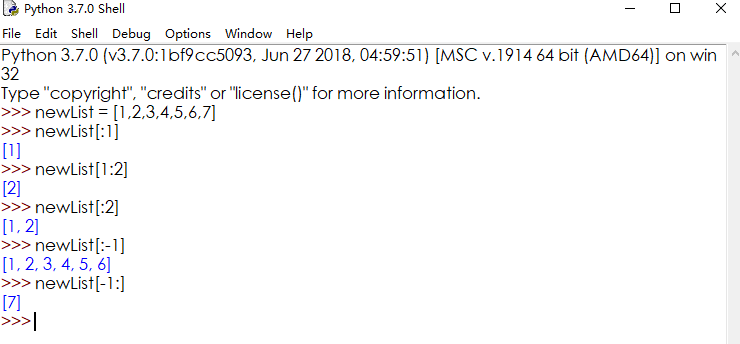 Python 3.7.0 Shell
File Edit Shell Debug Options Window Help
Python 3.7.0 (v3.7.0:1bf9cc5093, Jun 27 2018, 04:59:51) [MSC v.1914 64 bit (AMD64)] on win
32
Type "copyright", "credits" or "license()" for more information.
>>> newList = [1,2,3,4,5,6,7]
>>> newList[:1]
[1]
>>> newList[1:2]
[2]
>>> newList[:2]
[1, 2]
>>> newList[:-1]
[1, 2, 3, 4, 5, 6]
>>> newList[-1:]
[7]
>>>